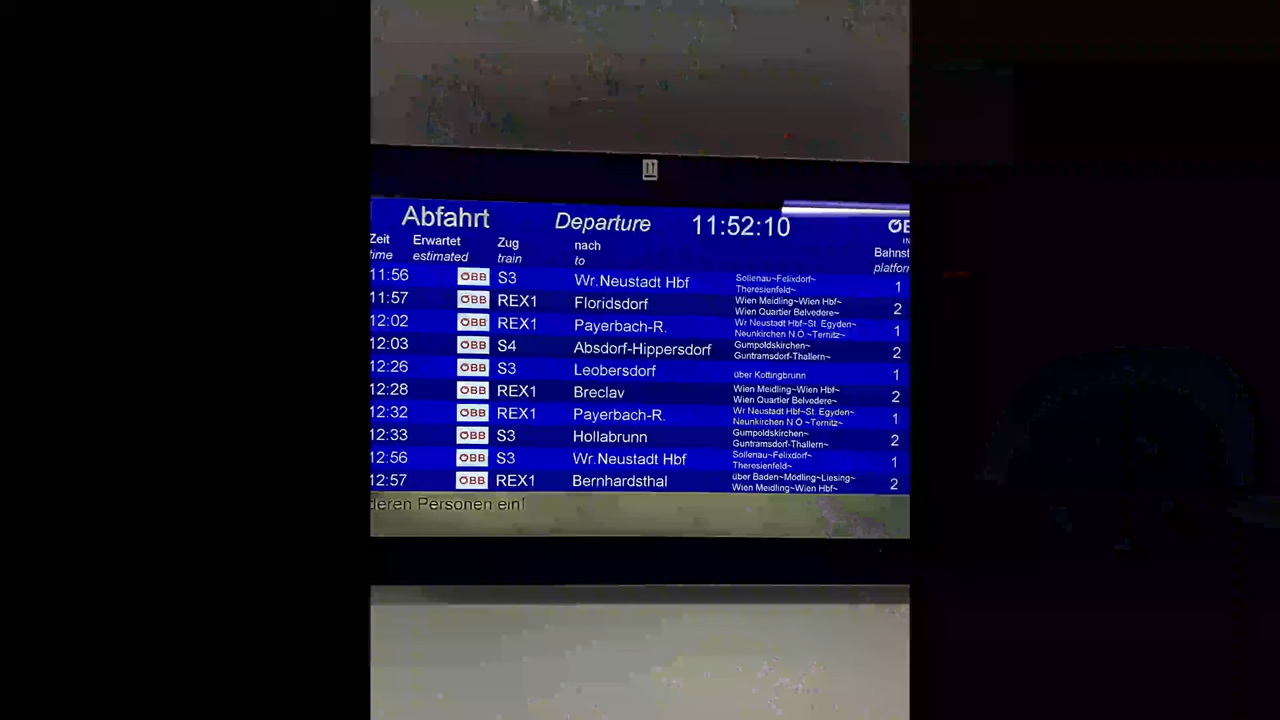 Abfahrt Departure 11:52:10 ÖB
Zeit Erwartet Zug nach Bahnst
time estimated train to platform
11:56 ÖBB S3 Wr.Neustadt Hbf Sollenau~Felixdorf~ 1
Theresienfeld~
11:57 ÖBB REX1 Floridsdorf Wien Meidling~Wien Hbf~ 2
Wien Quartier Belvedere~
12:02 ÖBB REX1 Payerbach-R. Wr Neustadt Hbf~St. Egyden~ 1
Neunkirchen N.Ö.~Ternitz~
12:03 ÖBB S4 Absdorf-Hippersdorf Gumpoldskirchen~ 2
Guntramsdorf-Thallern~
12:26 ÖBB S3 Leobersdorf über Kottingbrunn 1
12:28 ÖBB REX1 Breclav Wien Meidling~Wien Hbf~ 2
Wien Quartier Belvedere~
12:32 ÖBB REX1 Payerbach-R. Wr Neustadt Hbf~St. Egyden~ 1
Neunkirchen N.Ö.~Ternitz~
12:33 ÖBB S3 Hollabrunn Gumpoldskirchen~ 2
Guntramsdorf-Thallern~
12:56 ÖBB S3 Wr.Neustadt Hbf Sollenau~Felixdorf~ 1
Theresienfeld~
12:57 ÖBB REX1 Bernhardsthal über Baden~Mödling~Liesing~ 2
Wien Meidling~Wien Hbf~
deren Personen ein!